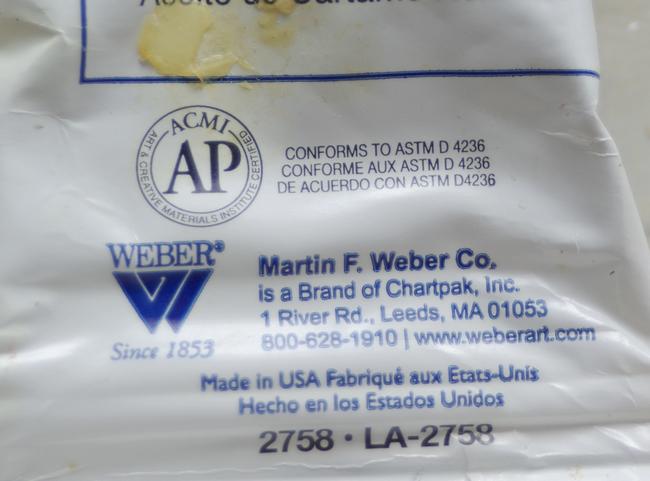 ACMI
AP
ART & CREATIVE MATERIALS INSTITUTE CERTIFIED
CONFORMS TO ASTM D 4236
CONFORME AUX ASTM D 4236
DE ACUERDO CON ASTM D4236
WEBER®
W
Since 1853
Martin F. Weber Co.
is a Brand of Chartpak, Inc.
1 River Rd., Leeds, MA 01053
800-628-1910 | www.weberart.com
Made in USA Fabriqué aux Etats-Unis
Hecho en los Estados Unidos
2758 • LA-2758